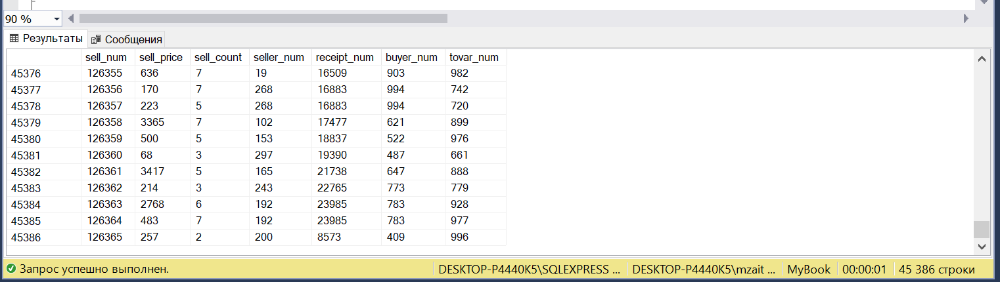 90 %
Результаты Сообщения
sell_num sell_price sell_count seller_num receipt_num buyer_num tovar_num
45376 126355 636 7 19 16509 903 982
45377 126356 170 7 268 16883 994 742
45378 126357 223 5 268 16883 994 720
45379 126358 3365 7 102 17477 621 899
45380 126359 500 5 153 18837 522 976
45381 126360 68 3 297 19390 487 661
45382 126361 3417 5 165 21738 647 888
45383 126362 214 3 243 22765 773 779
45384 126363 2768 6 192 23985 783 928
45385 126364 483 7 192 23985 783 977
45386 126365 257 2 200 8573 409 996
Запрос успешно выполнен. DESKTOP-P4440K5\SQLEXPRESS ... DESKTOP-P4440K5\mzait ... MyBook 00:00:01 45 386 строки